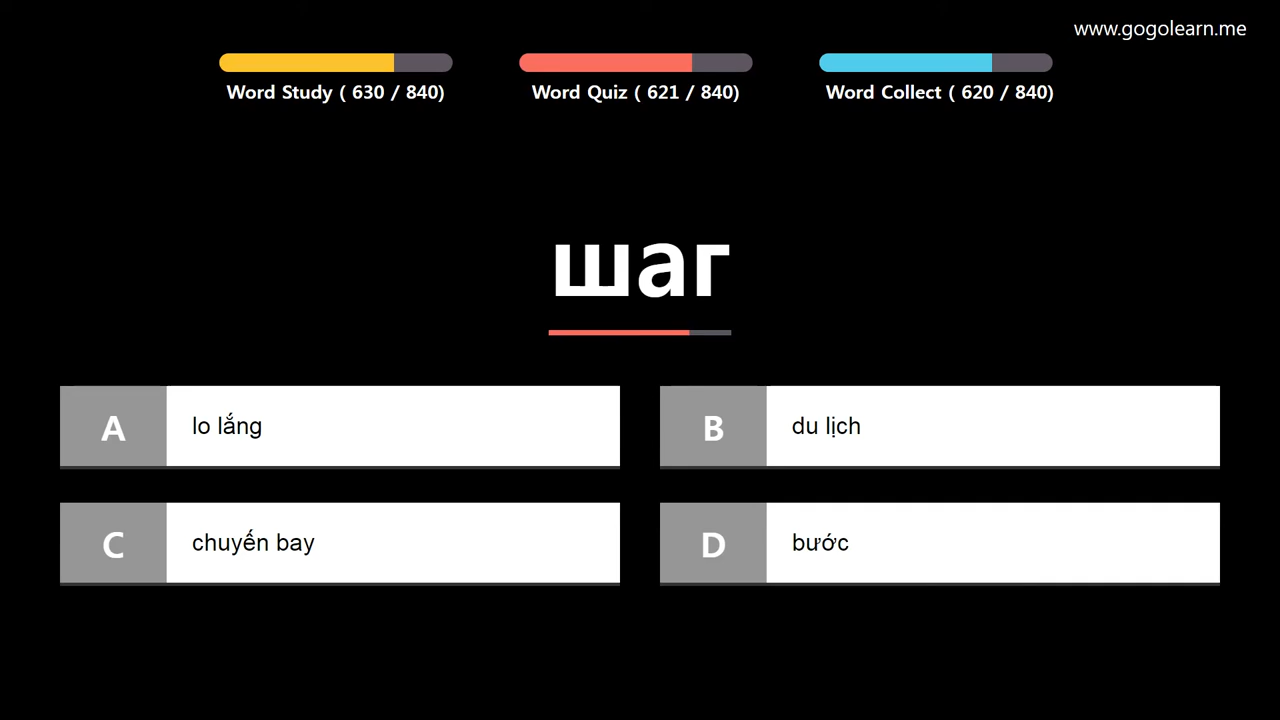 www.gogolearn.me
Word Study ( 630 / 840)
Word Quiz ( 621 / 840)
Word Collect ( 620 / 840)
шаг
A
lo lắng
B
du lịch
C
chuyến bay
D
bước